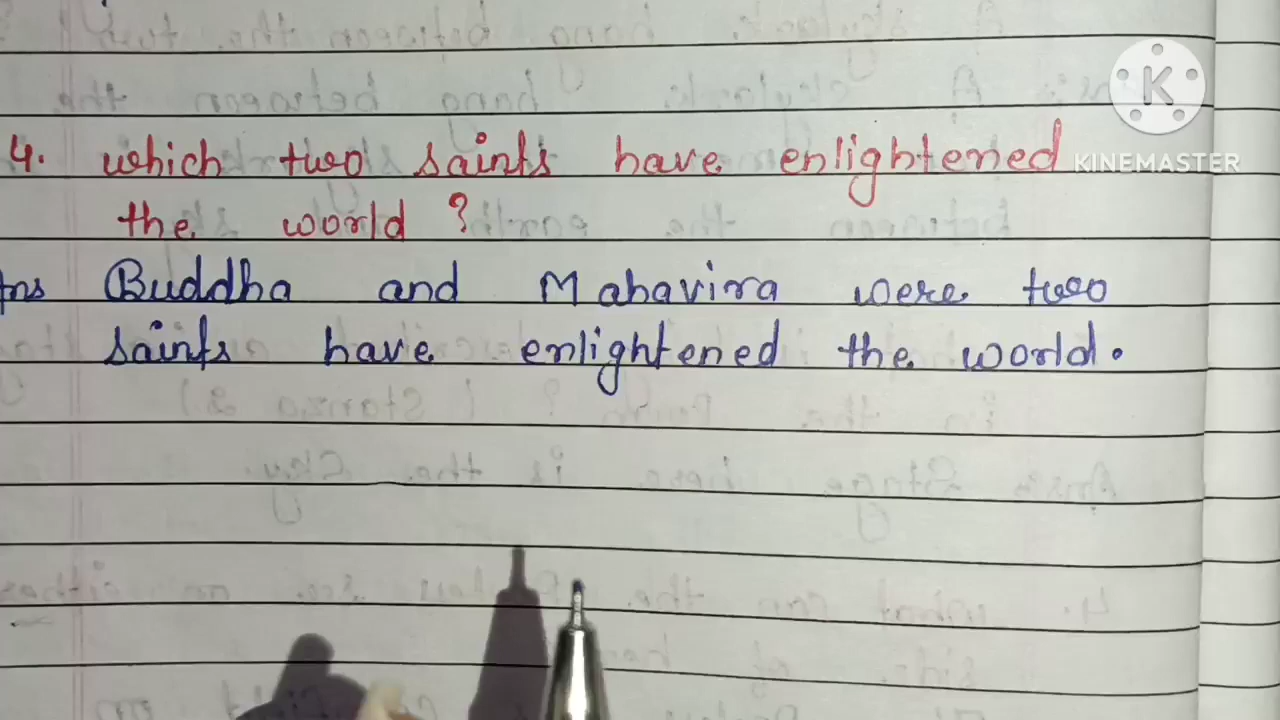 4. which two saints have enlightened
the world ?
Ans Buddha and Mahavira were two
saints have enlightened the world.
K
KINEMASTER